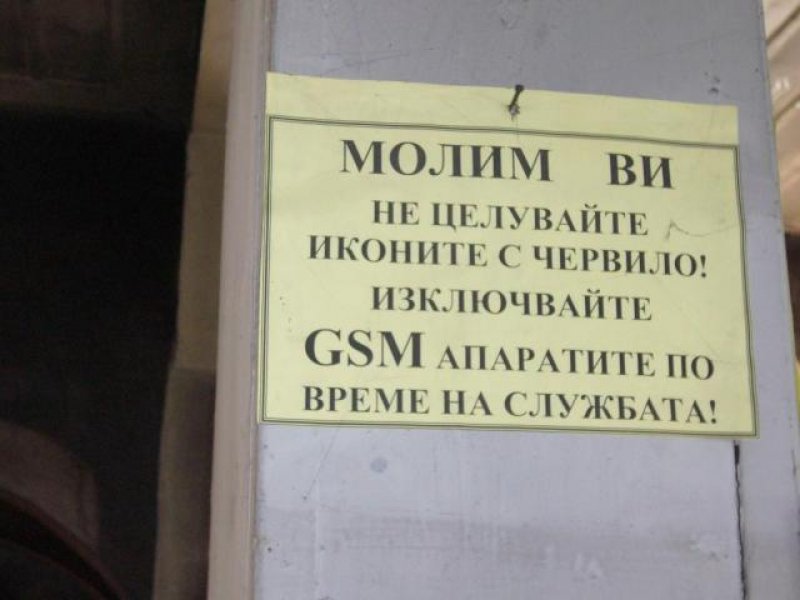 МОЛИМ ВИ
НЕ ЦЕЛУВАЙТЕ
ИКОНИТЕ С ЧЕРВИЛО!
ИЗКЛЮЧВАЙТЕ
GSM АПАРАТИТЕ ПО
ВРЕМЕ НА СЛУЖБАТА!